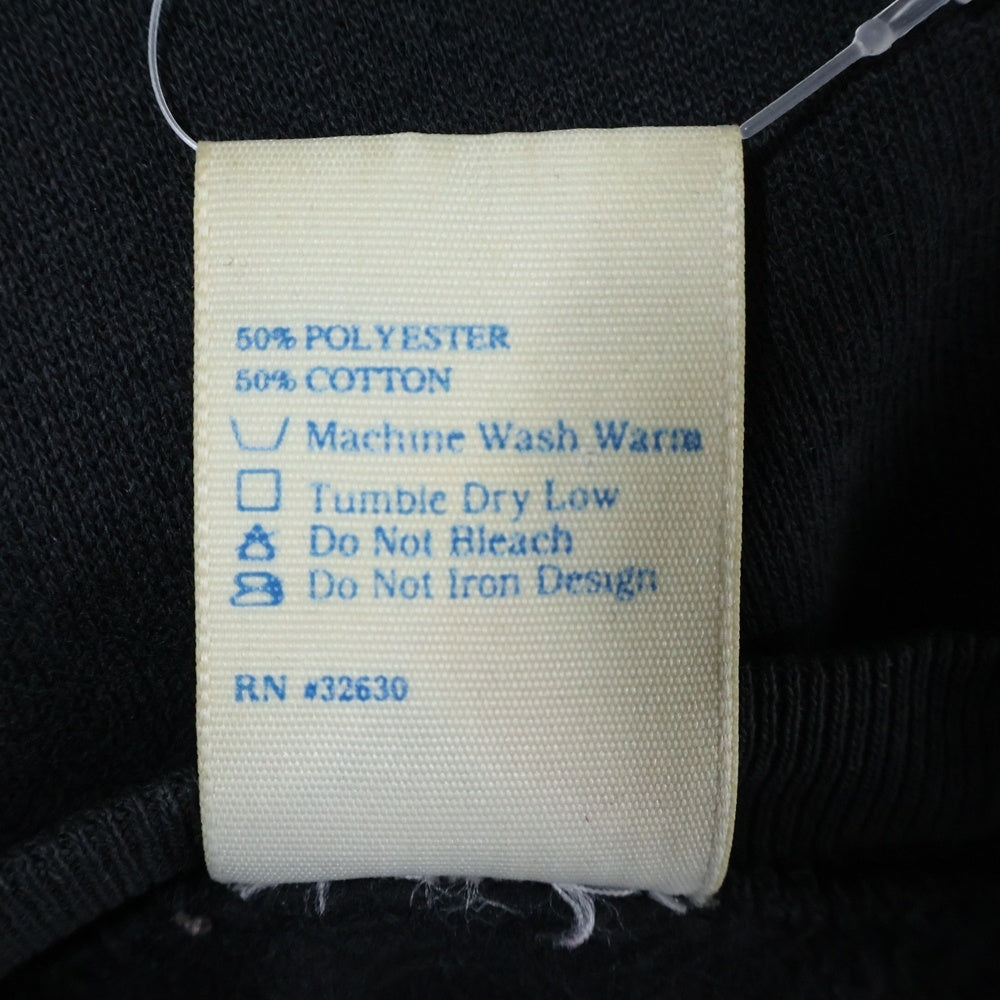 50% POLYESTER
50% COTTON
Machine Wash Warm
Tumble Dry Low
Do Not Bleach
Do Not Iron Design
RN #32630